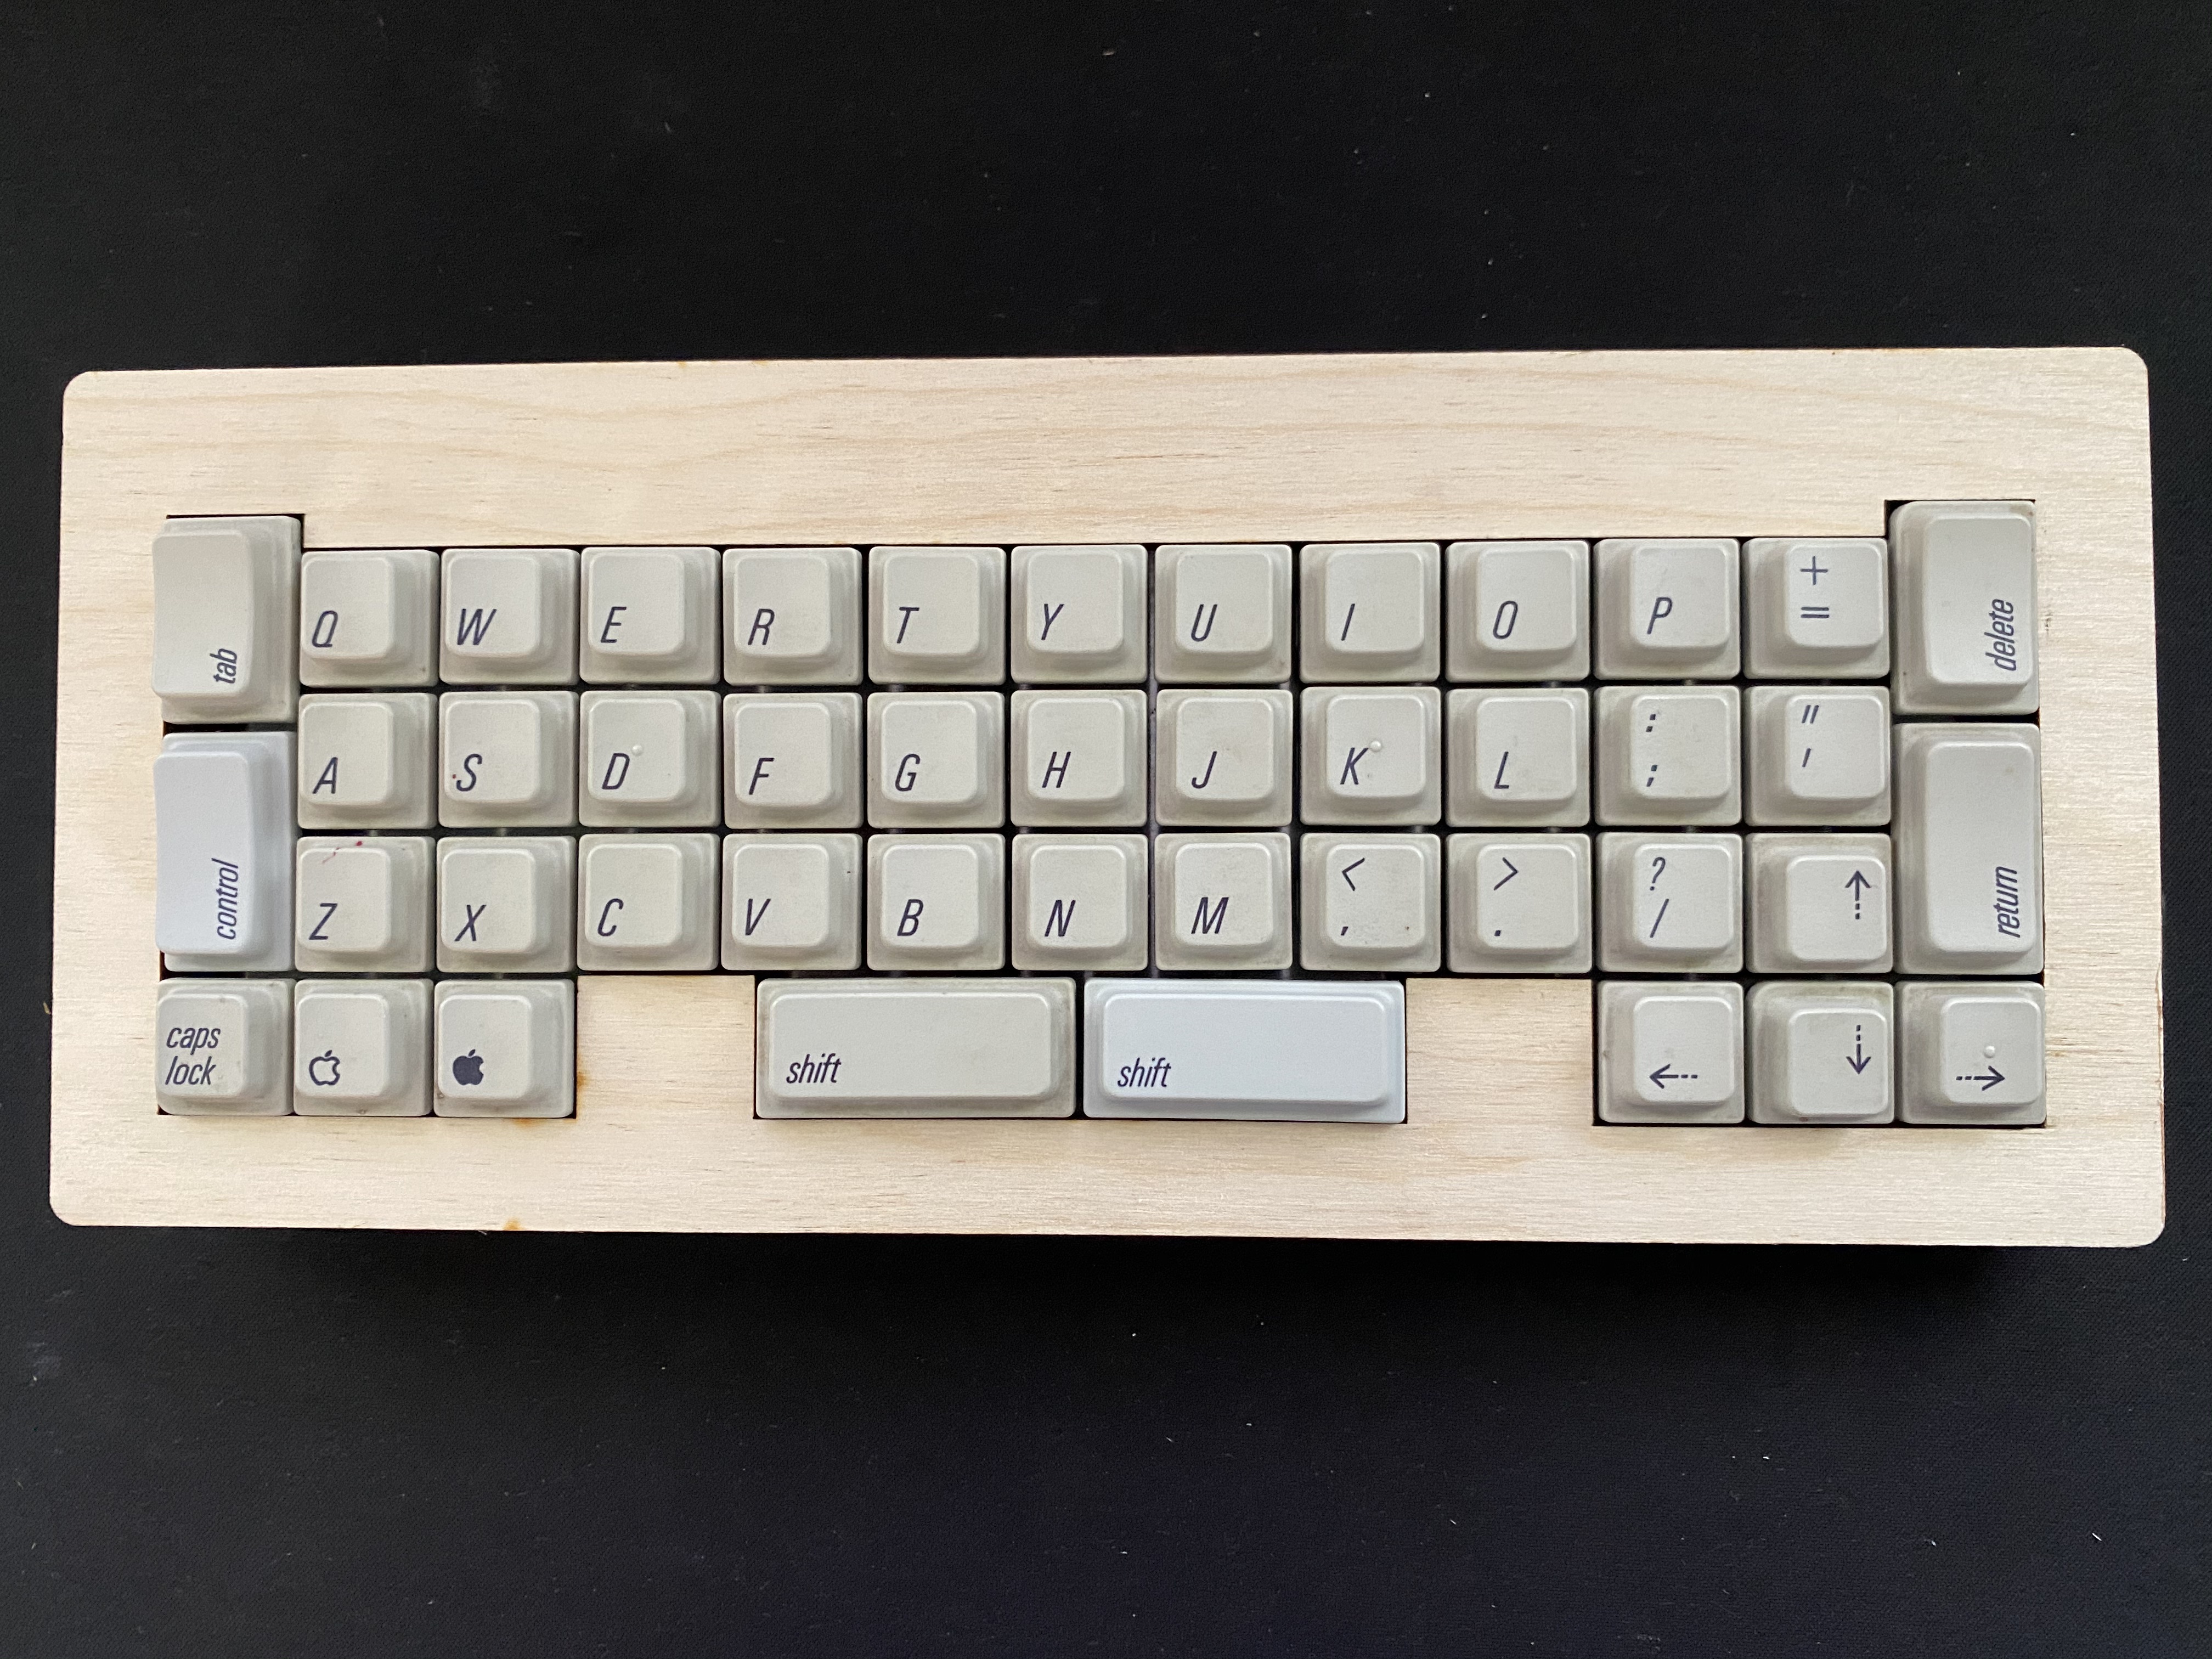 tab Q W E R T Y U I O P + = delete
control A S D F G H J K L : ; " ' return
Z X C V B N M < , > . ? / ↑
caps lock   shift shift ← ↓ →